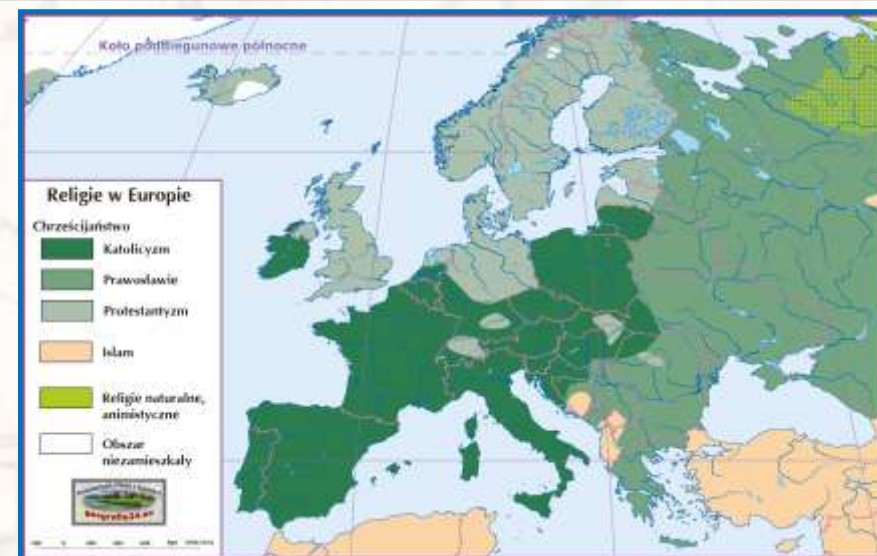 Koło podbiegunowe północne
Religie w Europie
Chrześcijaństwo
Katolicyzm
Prawosławie
Protestantyzm
Islam
Religie naturalne,
animistyczne
Obszar
niezamieszkały